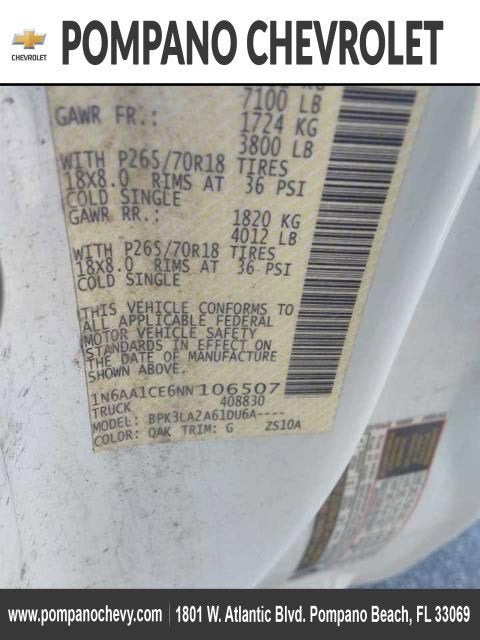 CHEVROLET
POMPANO CHEVROLET
KG
7100 LB
GAWR FR.: 1724 KG
3800 LB
WITH P265/70R18 TIRES
18X8.0 RIMS AT 36 PSI
COLD SINGLE
GAWR RR.: 1820 KG
4012 LB
WITH P265/70R18 TIRES
18X8.0 RIMS AT 36 PSI
COLD SINGLE
THIS VEHICLE CONFORMS TO
ALL APPLICABLE FEDERAL
MOTOR VEHICLE SAFETY
STANDARDS IN EFFECT ON
THE DATE OF MANUFACTURE
SHOWN ABOVE.
1N6AA1CE6NN106507
TRUCK 408830
MODEL: BPK3LA2A61DU6A----
COLOR: QAK TRIM: G ZS10A
www.pompanochevy.com | 1801 W. Atlantic Blvd. Pompano Beach, FL 33069